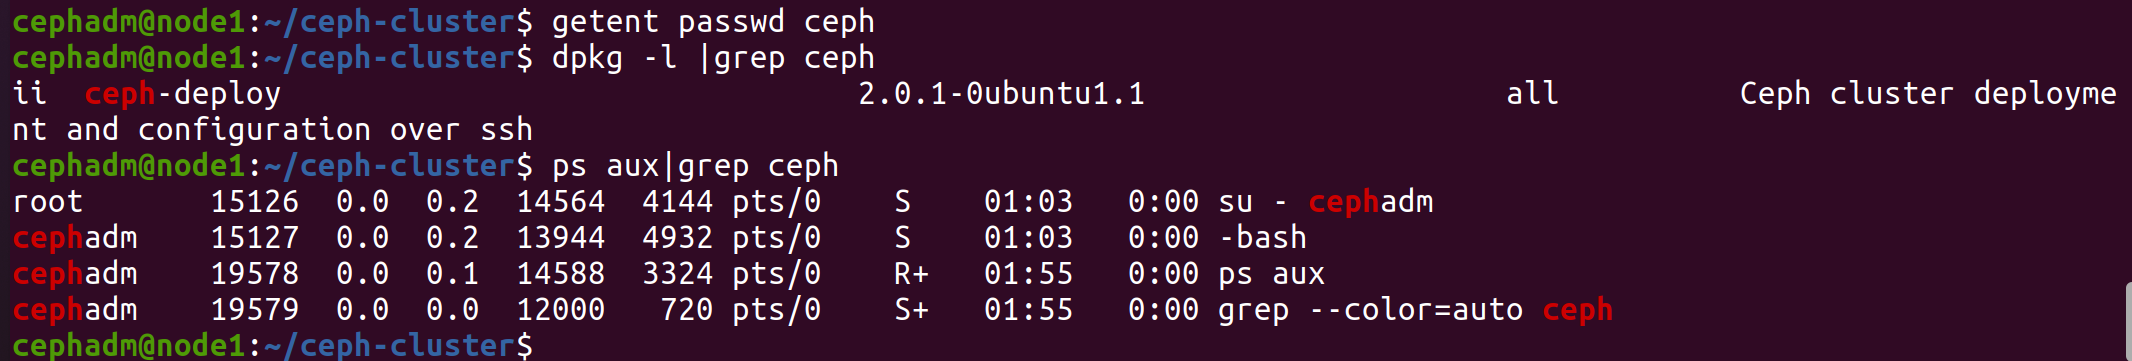 cephadm@node1:~/ceph-cluster$ getent passwd ceph
cephadm@node1:~/ceph-cluster$ dpkg -l |grep ceph
ii  ceph-deploy                                2.0.1-0ubuntu1.1                    all          Ceph cluster deployme
nt and configuration over ssh
cephadm@node1:~/ceph-cluster$ ps aux|grep ceph
root       15126  0.0  0.2  14564  4144 pts/0    S    01:03   0:00 su - cephadm
cephadm    15127  0.0  0.2  13944  4932 pts/0    S    01:03   0:00 -bash
cephadm    19578  0.0  0.1  14588  3324 pts/0    R+   01:55   0:00 ps aux
cephadm    19579  0.0  0.0  12000   720 pts/0    S+   01:55   0:00 grep --color=auto ceph
cephadm@node1:~/ceph-cluster$